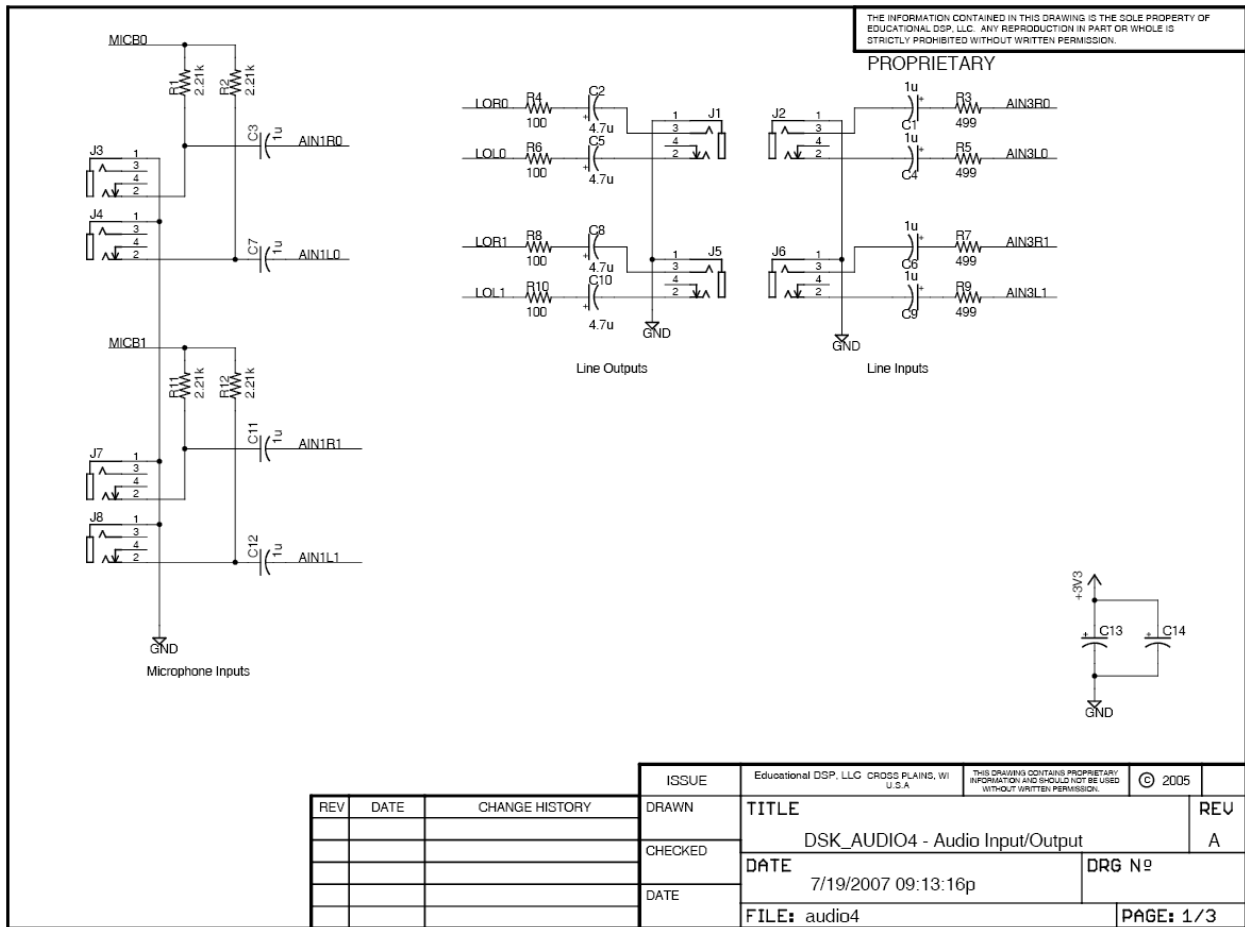 THE INFORMATION CONTAINED IN THIS DRAWING IS THE SOLE PROPERTY OF
EDUCATIONAL DSP, LLC. ANY REPRODUCTION IN PART OR WHOLE IS
STRICTLY PROHIBITED WITHOUT WRITTEN PERMISSION.
PROPRIETARY
MICB0
R1
2.21k
R2
2.21k
C3
1u
AIN1R0
J3
1
3
4
2
J4
1
3
4
2
C7
1u
AIN1L0
MICB1
R11
2.21k
R12
2.21k
C11
1u
AIN1R1
J7
1
3
4
2
J8
1
3
4
2
C12
1u
AIN1L1
GND
Microphone Inputs
LOR0
R4
100
C2
4.7u
LOL0
R6
100
C5
4.7u
J1
1
3
4
2
LOR1
R8
100
C8
4.7u
LOL1
R10
100
C10
4.7u
J5
1
3
4
2
GND
Line Outputs
J2
1
3
4
2
1u
C1
R3
499
AIN3R0
1u
C4
R5
499
AIN3L0
J6
1
3
4
2
1u
C6
R7
499
AIN3R1
1u
C9
R9
499
AIN3L1
GND
Line Inputs
+3V3
C13
C14
GND
ISSUE
Educational DSP, LLC CROSS PLAINS, WI
U.S.A
THIS DRAWING CONTAINS PROPRIETARY
INFORMATION AND SHOULD NOT BE USED
WITHOUT WRITTEN PERMISSION.
© 2005
REV DATE CHANGE HISTORY
DRAWN
CHECKED
DATE
TITLE
DSK_AUDIO4 - Audio Input/Output
REV
A
DATE
7/19/2007 09:13:16p
DRG Nº
FILE: audio4
PAGE: 1/3